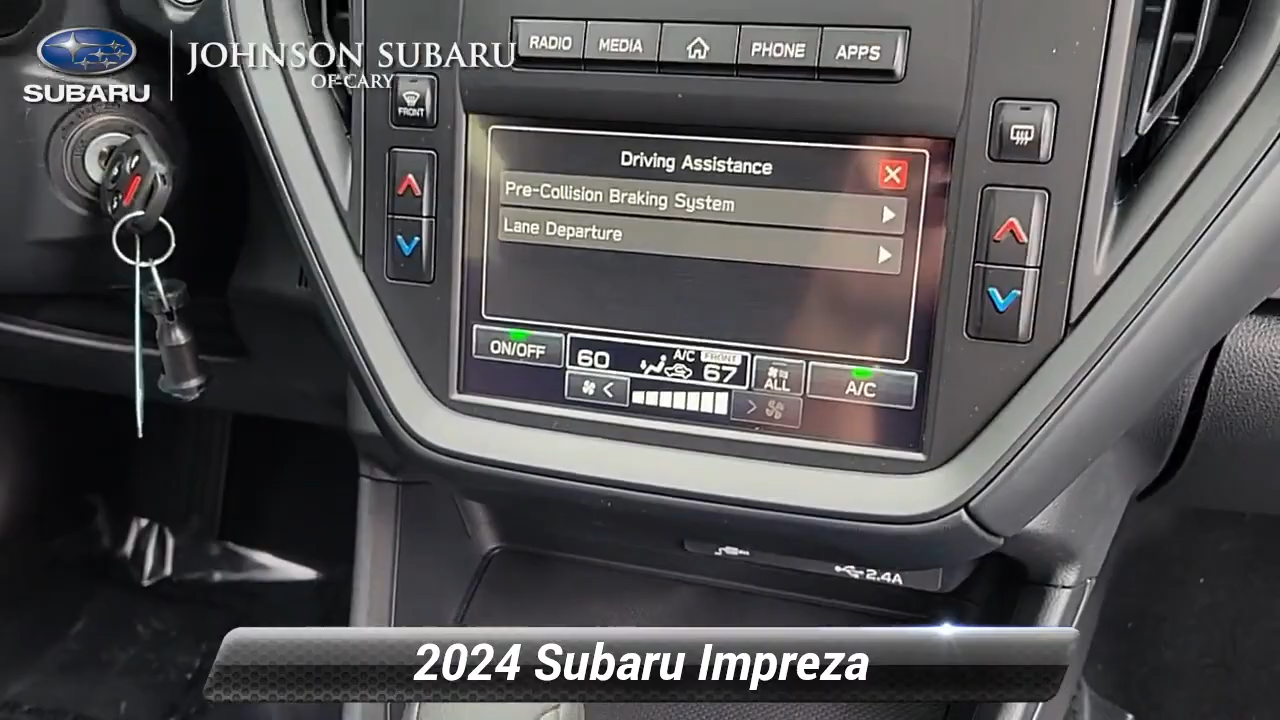 SUBARU
JOHNSON SUBARU
OF CARY
RADIO
MEDIA
PHONE
APPS
FRONT
Driving Assistance
Pre-Collision Braking System
Lane Departure
ON/OFF
60
A/C
FRONT
67
ALL
A/C
2.4A
2024 Subaru Impreza